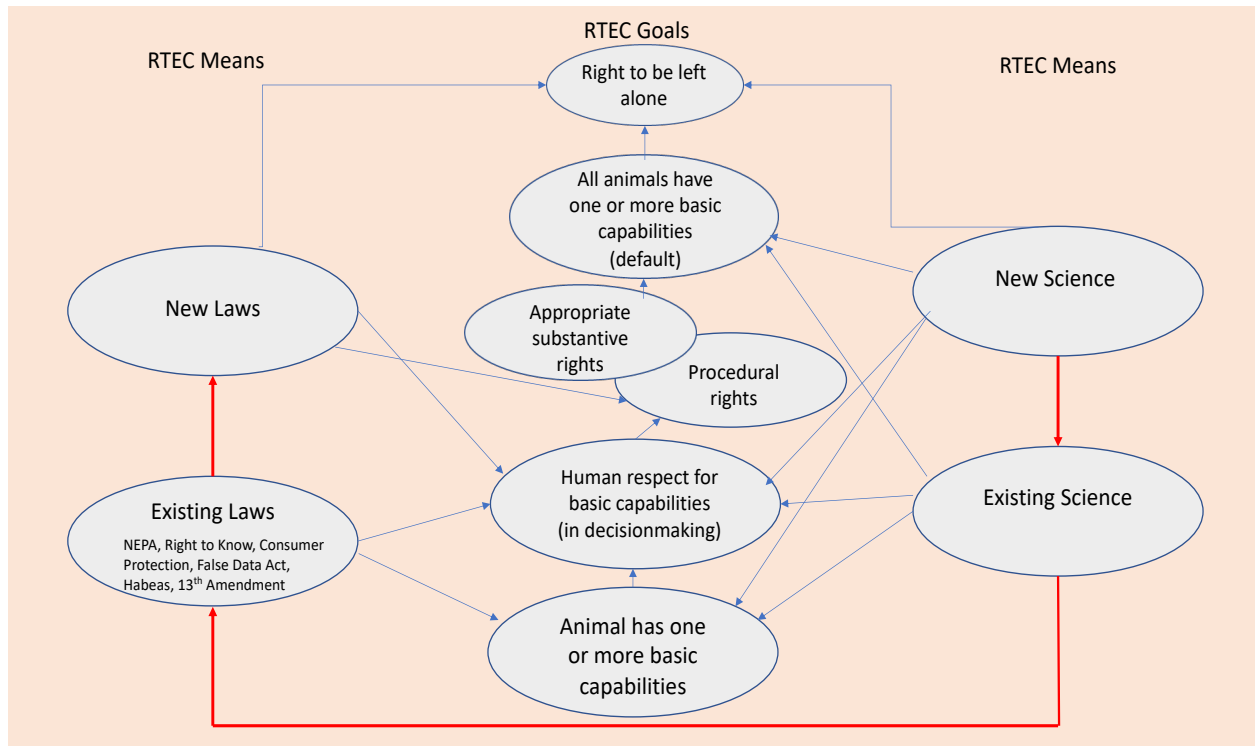 RTEC Goals
RTEC Means
RTEC Means
Right to be left
alone
All animals have
one or more basic
capabilities
(default)
New Laws
New Science
Appropriate
substantive
rights
Procedural
rights
Human respect for
basic capabilities
(in decisionmaking)
Existing Laws
NEPA, Right to Know, Consumer
Protection, False Data Act,
Habeas, 13th Amendment
Existing Science
Animal has one
or more basic
capabilities